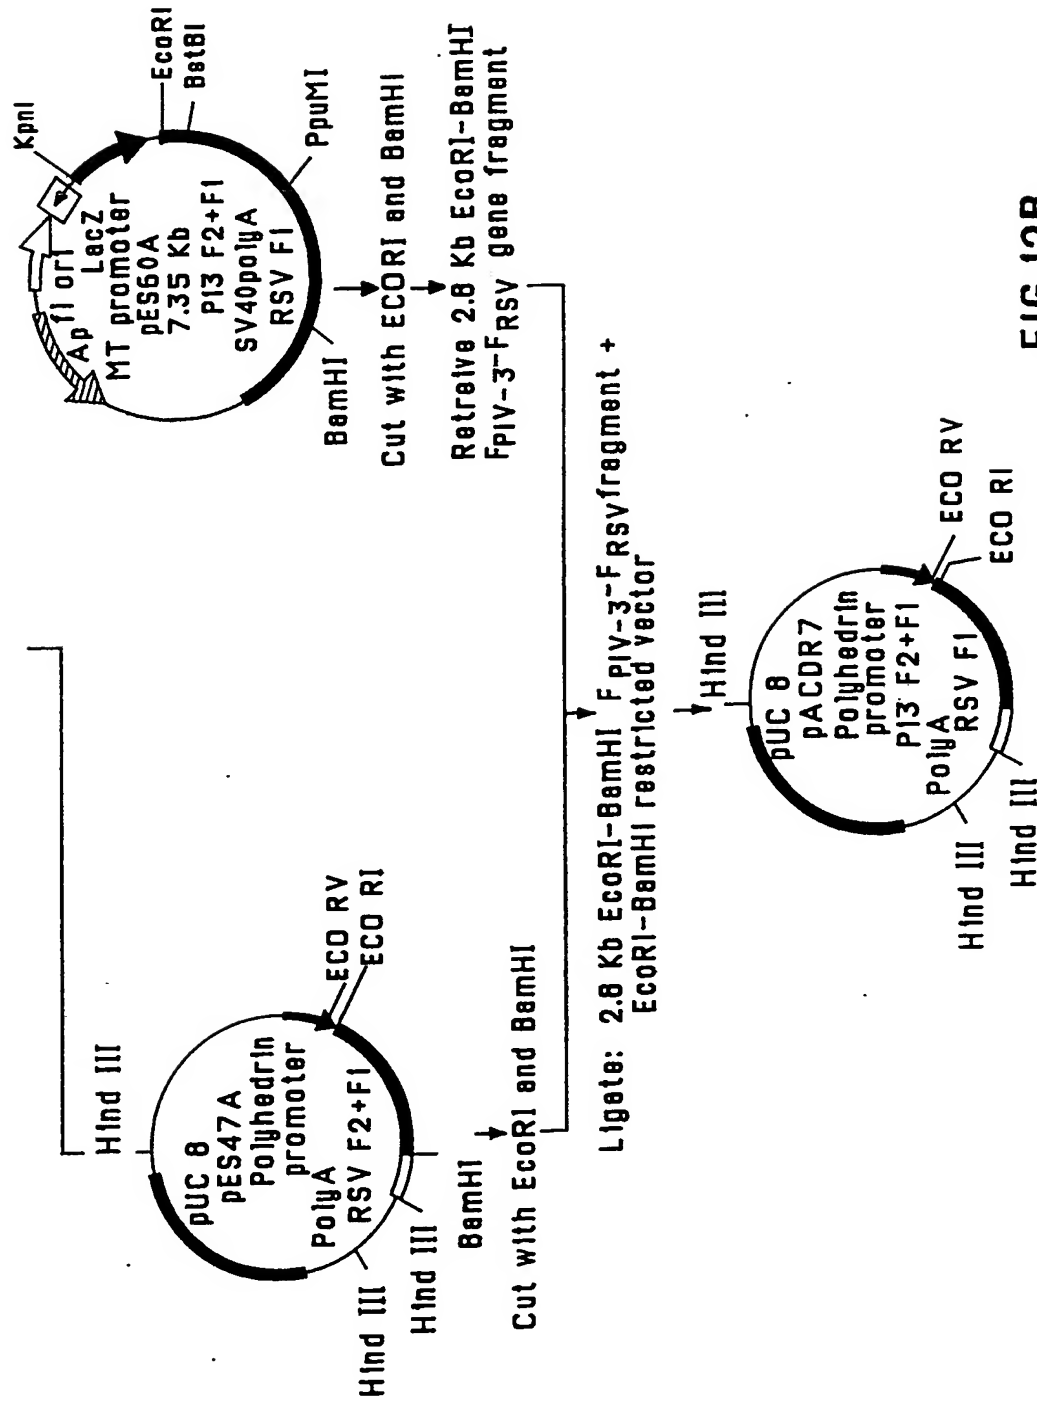 Hind III
pUC 8
pES47A
Polyhedrin
promoter
PolyA
RSV F2+F1
ECO RV
ECO RI
Hind III
Hind III
BamHI
Cut with EcoRI and BamHI
KpnI
EcoRI
BstBI
PpuMI
BamHI
Ap f1 ori
LacZ
MT promoter
pES60A
7.35 Kb
PI3 F2+F1
SV40polyA
RSV F1
Cut with ECORI and BamHI
Retreive 2.8 Kb EcoRI-BamHI
FPIV-3-FRSV gene fragment
Ligate: 2.8 Kb EcoRI-BamHI FPIV-3-FRSV fragment +
EcoRI-BamHI restricted vector
Hind III
pUC 8
pACDR7
Polyhedrin
promoter
PI3 F2+F1
PolyA
RSV F1
ECO RV
ECO RI
Hind III
Hind III